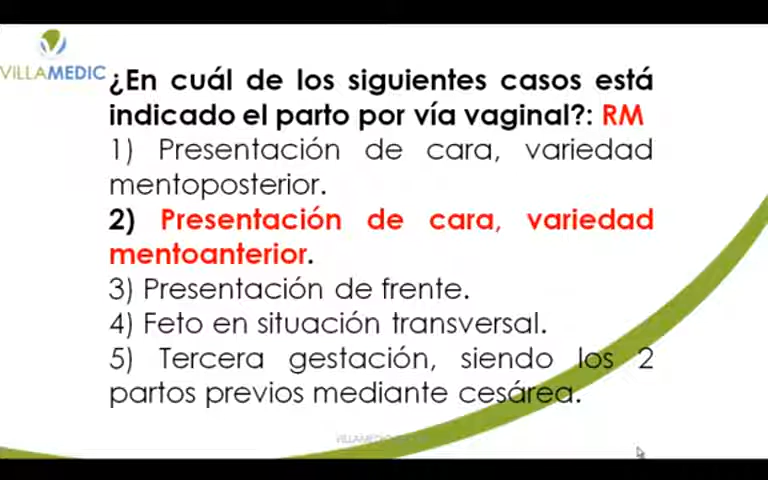 VILLAMEDIC
¿En cuál de los siguientes casos está
indicado el parto por vía vaginal?: RM
1) Presentación de cara, variedad
mentoposterior.
2) Presentación de cara, variedad
mentoanterior.
3) Presentación de frente.
4) Feto en situación transversal.
5) Tercera gestación, siendo los 2
partos previos mediante cesárea.